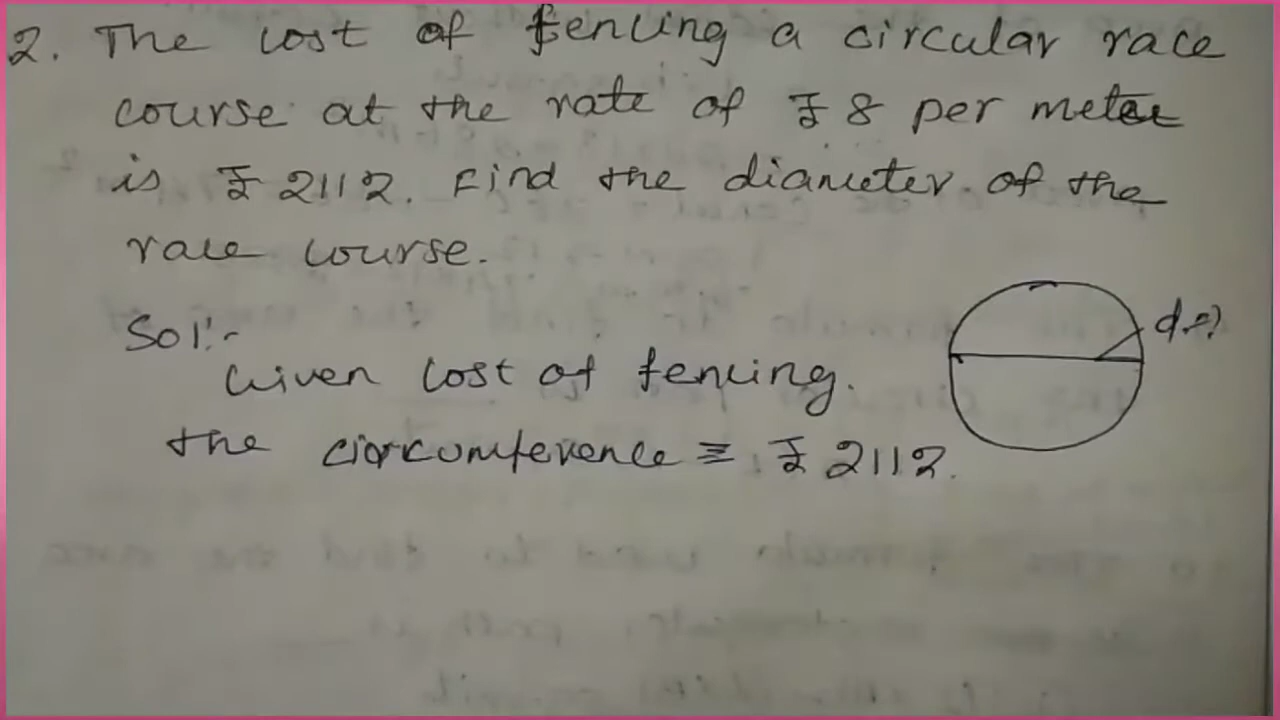 2. The cost of fencing a circular race
course at the rate of ₹ 8 per meter
is ₹ 2112. Find the diameter of the
race course.
Sol:-
d=?
Given cost of fencing.
the circumference = ₹ 2112.